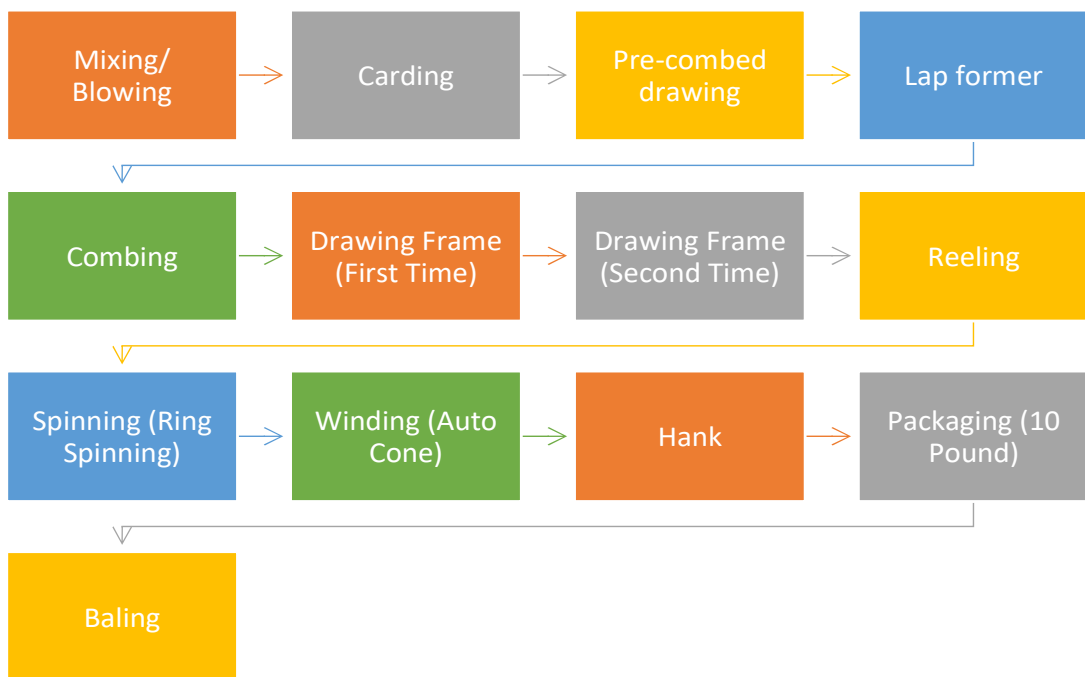 Mixing/
Blowing
Carding
Pre-combed
drawing
Lap former
Combing
Drawing Frame
(First Time)
Drawing Frame
(Second Time)
Reeling
Spinning (Ring
Spinning)
Winding (Auto
Cone)
Hank
Packaging (10
Pound)
Baling